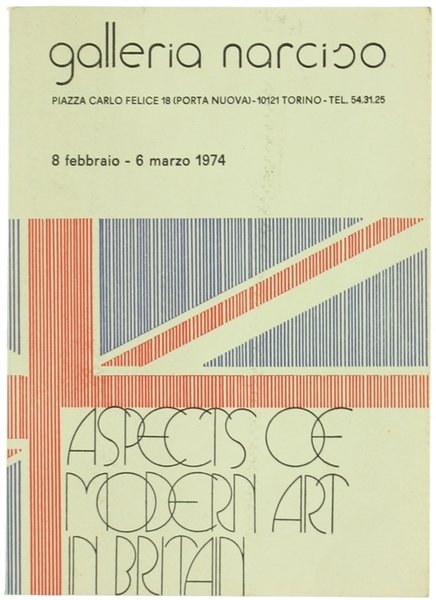 galleria narciso
PIAZZA CARLO FELICE 18 (PORTA NUOVA) - 10121 TORINO - TEL. 54.31.25
8 febbraio - 6 marzo 1974
ASPECTS OF
MODERN ART
IN BRITAIN